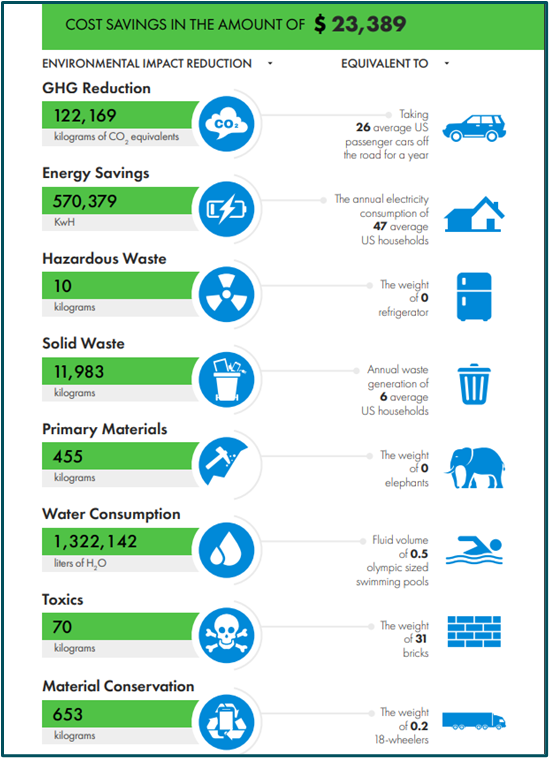 COST SAVINGS IN THE AMOUNT OF $ 23,389
ENVIRONMENTAL IMPACT REDUCTION
EQUIVALENT TO
GHG Reduction
122,169
kilograms of CO2 equivalents
CO2
Taking
26 average US
passenger cars off
the road for a year
Energy Savings
570,379
KwH
The annual electricity
consumption of
47 average
US households
Hazardous Waste
10
kilograms
The weight
of 0
refrigerator
Solid Waste
11,983
kilograms
Annual waste
generation of
6 average
US households
Primary Materials
455
kilograms
The weight
of 0
elephants
Water Consumption
1,322,142
liters of H2O
Fluid volume
of 0.5
olympic sized
swimming pools
Toxics
70
kilograms
The weight
of 31
bricks
Material Conservation
653
kilograms
The weight
of 0.2
18-wheelers